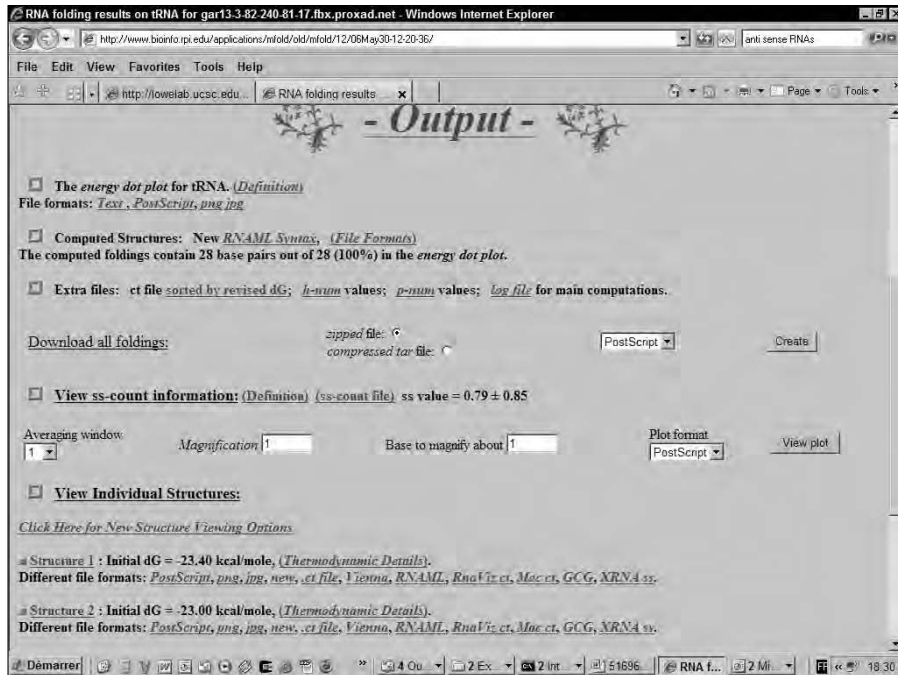 RNA folding results on tRNA for gar13-3-82-240-81-17.fbx.proxad.net - Windows Internet Explorer
http://www.bioinfo.rpi.edu/applications/mfold/old/mfold/12/06May30-12-20-36/ anti sense RNAs
File Edit View Favorites Tools Help
http://lowelab.ucsc.edu... RNA folding results Page Tools
- Output -
The energy dot plot for tRNA. (Definition)
File formats: Text , PostScript, png jpg
Computed Structures: New RNAML Syntax, (File Formats)
The computed foldings contain 28 base pairs out of 28 (100%) in the energy dot plot.
Extra files: ct file sorted by revised dG; h-num values; p-num values; log file for main computations.
zipped file:
Download all foldings: PostScript Create
compressed tar file:
View ss-count information: (Definition) (ss-count file) ss value = 0.79 ± 0.85
Averaging window Plot format
1 Magnification 1 Base to magnify about 1 PostScript View plot
View Individual Structures:
Click Here for New Structure Viewing Options
Structure 1 : Initial dG = -23.40 kcal/mole, (Thermodynamic Details).
Different file formats: PostScript, png, jpg, new, .ct file, Vienna, RNAML, RnaViz ct, Mac ct, GCG, XRNA ss.
Structure 2 : Initial dG = -23.00 kcal/mole, (Thermodynamic Details).
Different file formats: PostScript, png, jpg, new, .ct file, Vienna, RNAML, RnaViz ct, Mac ct, GCG, XRNA ss.
Démarrer » 4 Ou... 2 Ex... 2 Int... 51696... RNA f... 2 Mi... FR « 18:30